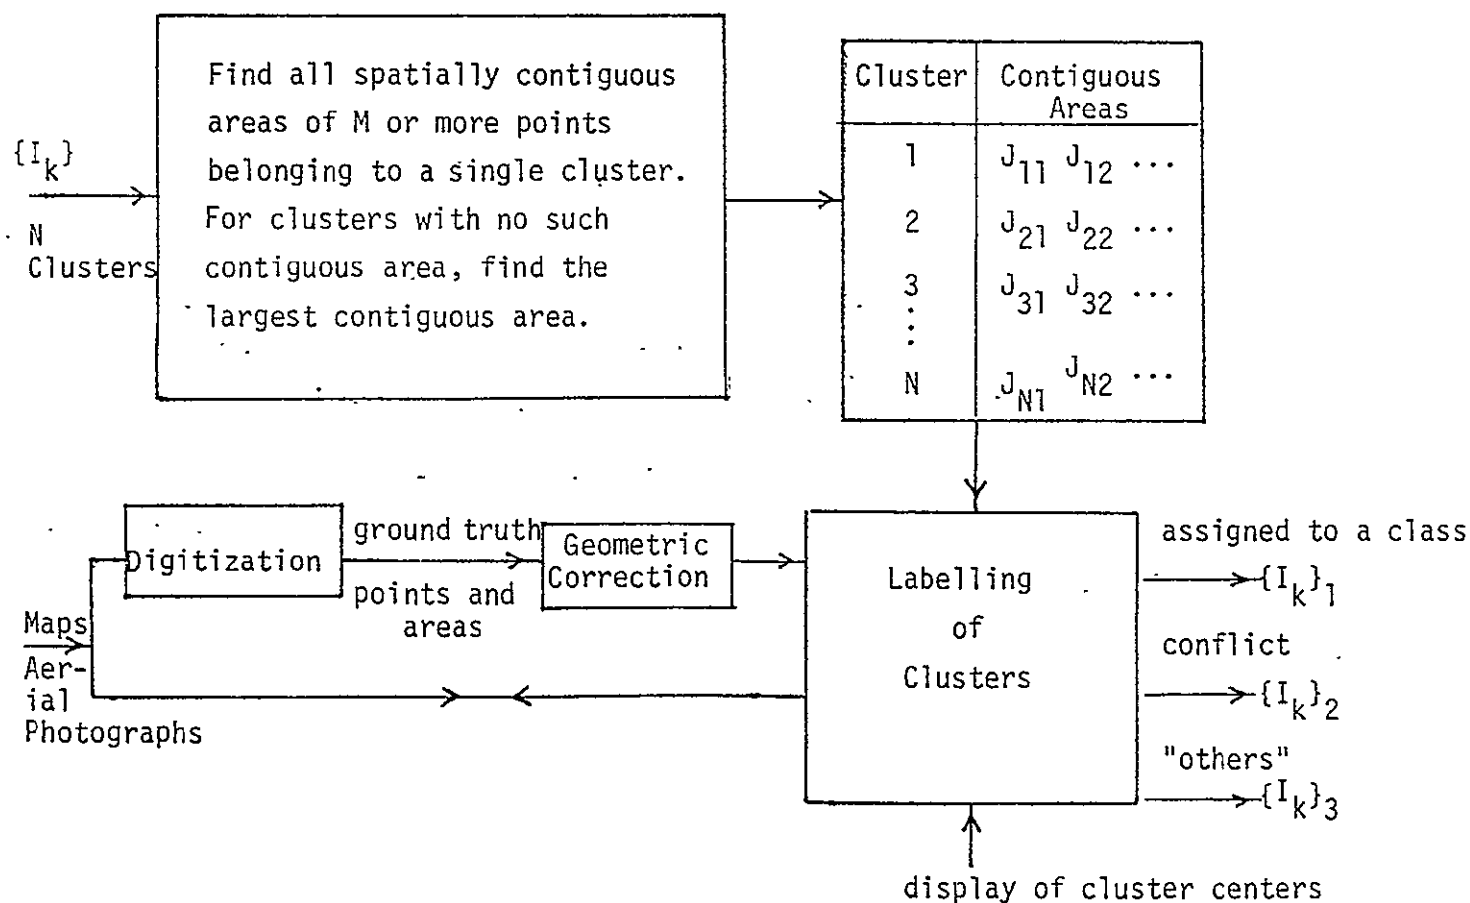 {I_k}
N
Clusters
Find all spatially contiguous
areas of M or more points
belonging to a single cluster.
For clusters with no such
contiguous area, find the
largest contiguous area.
Cluster Contiguous
Areas
1 J_11 J_12 ...
2 J_21 J_22 ...
3 J_31 J_32 ...
⋮
N J_N1 J_N2 ...
Maps
Aer-
ial
Photographs
Digitization
ground truth
points and
areas
Geometric
Correction
Labelling
of
Clusters
assigned to a class
{I_k}_1
conflict
{I_k}_2
"others"
{I_k}_3
display of cluster centers